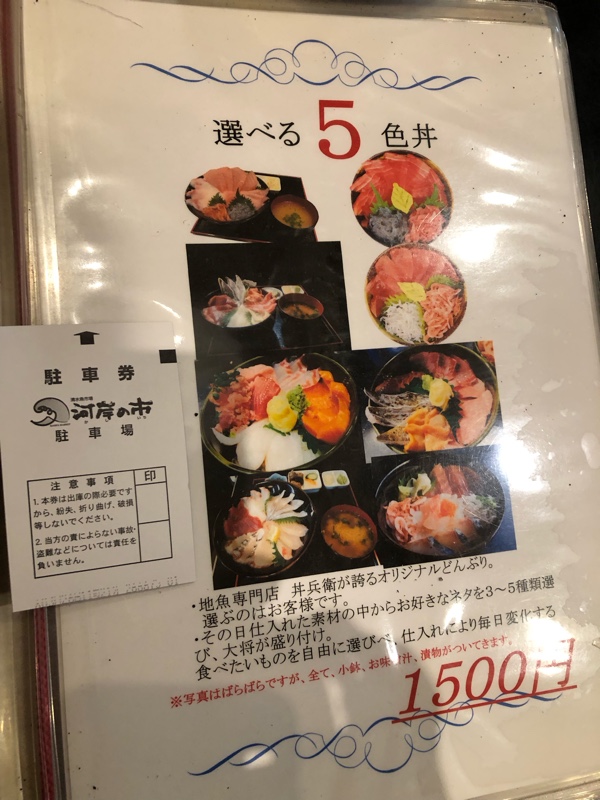 選べる 5 色丼
・地魚専門店 丼兵衛が誇るオリジナルどんぶり。
選ぶのはお客様です。
・その日仕入れた素材の中からお好きなネタを3～5種類選
び、大将が盛り付け。
食べたいものを自由に選びべ、仕入れにより毎日変化する
※写真はばらばらですが、全て、小鉢、お味噌汁、漬物がついてきます。
1500円
駐車券
清水魚市場
河岸の市
駐車場
注意事項
印
1. 本券は出庫の際必要です
から、紛失、折り曲げ、破損
等しないでください。
2. 当方の責によらない事故・
盗難などについては責任を
負いません。